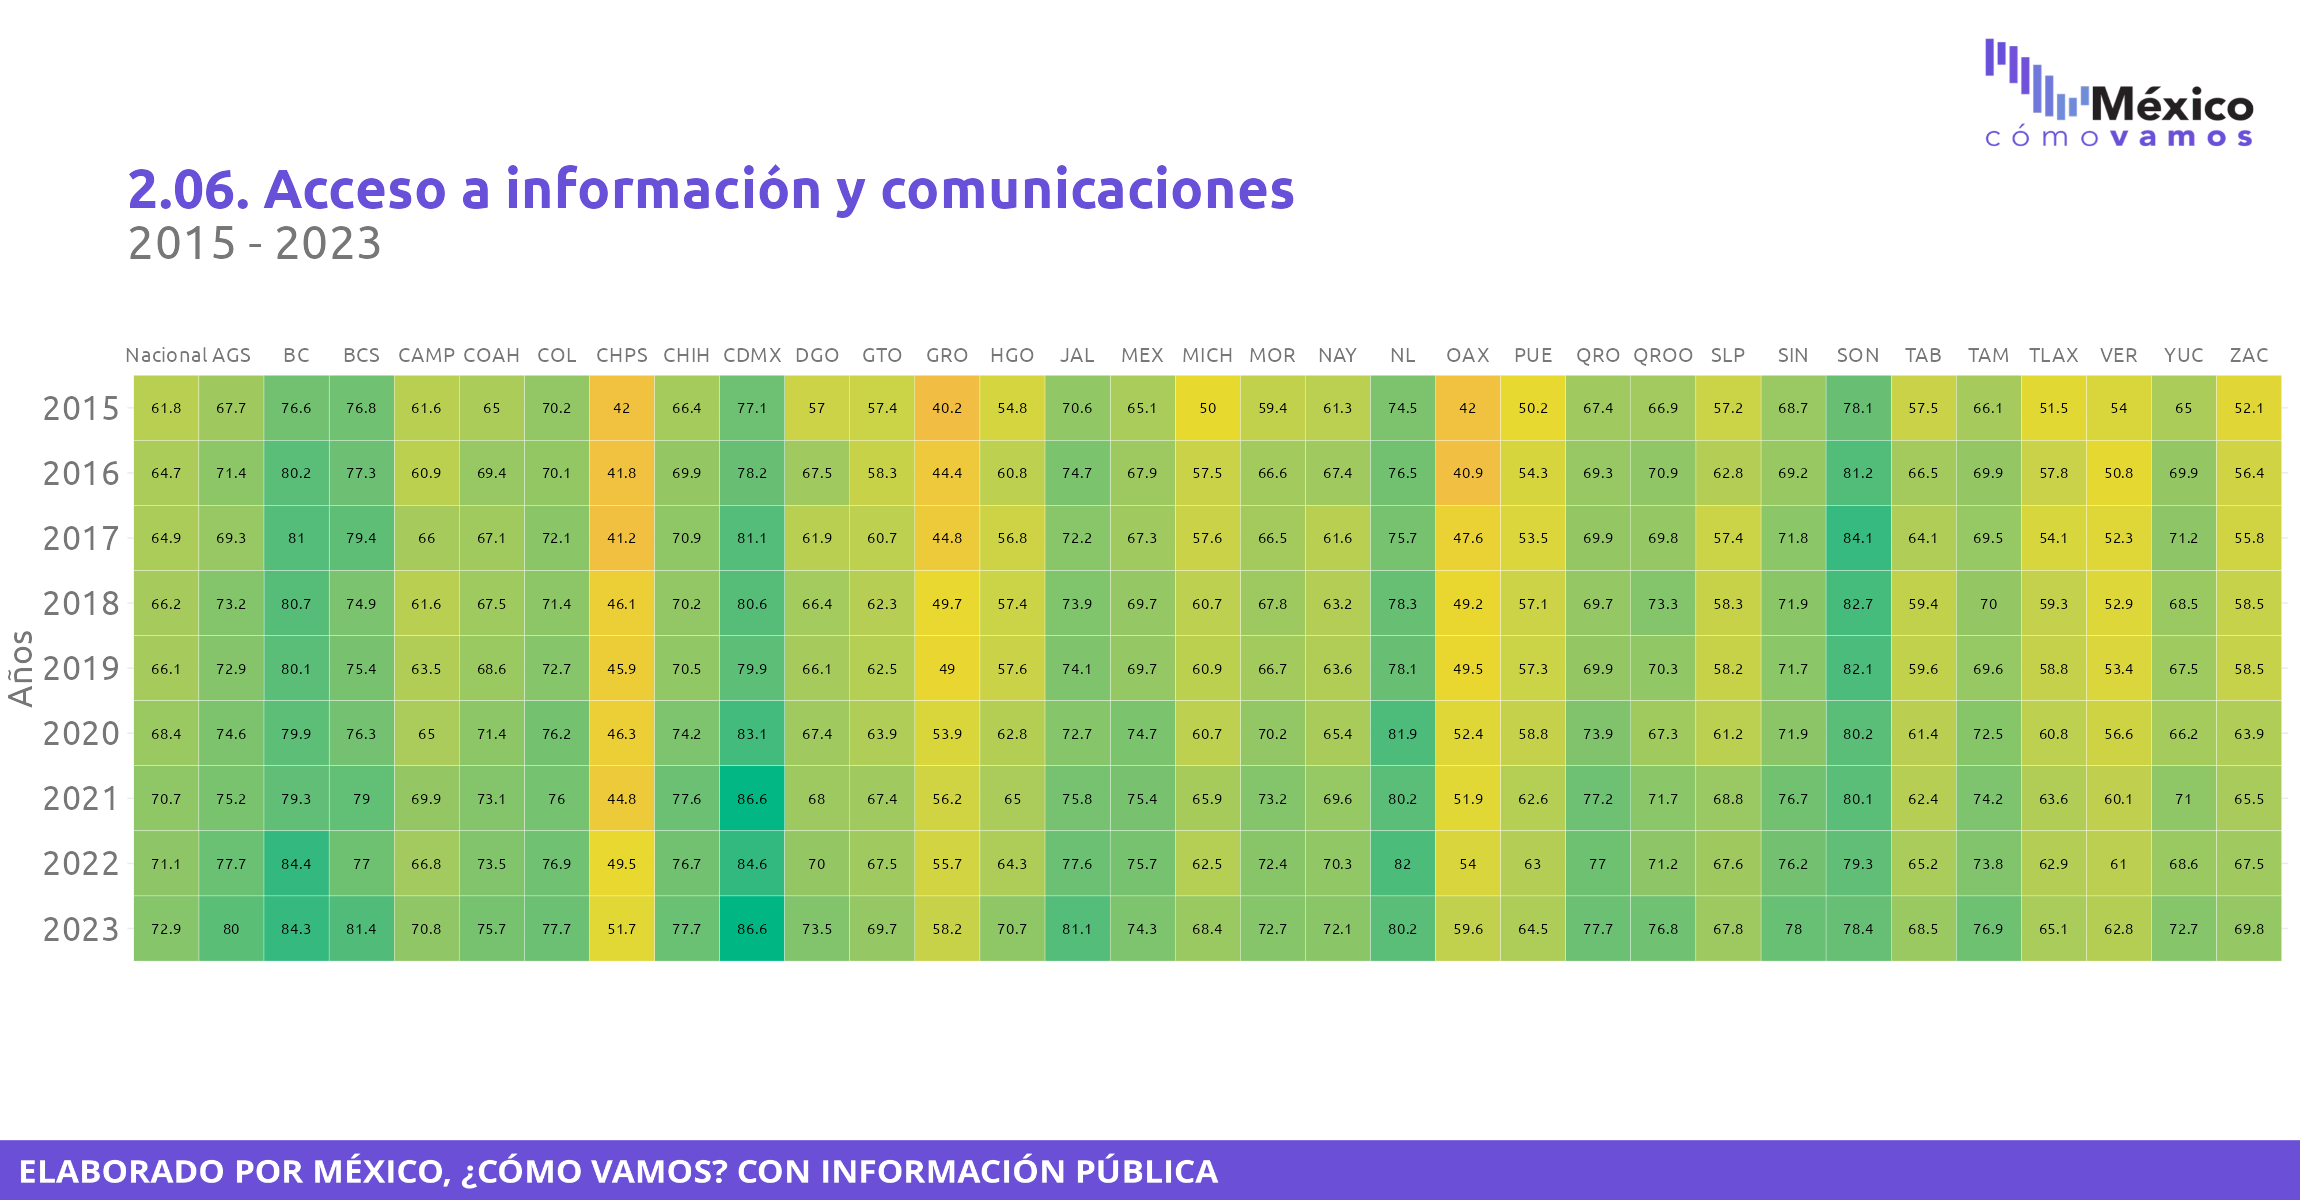 México
cómovamos
2.06. Acceso a información y comunicaciones
2015 - 2023
Nacional AGS BC BCS CAMP COAH COL CHPS CHIH CDMX DGO GTO GRO HGO JAL MEX MICH MOR NAY NL OAX PUE QRO QROO SLP SIN SON TAB TAM TLAX VER YUC ZAC
2015 61.8 67.7 76.6 76.8 61.6 65 70.2 42 66.4 77.1 57 57.4 40.2 54.8 70.6 65.1 50 59.4 61.3 74.5 42 50.2 67.4 66.9 57.2 68.7 78.1 57.5 66.1 51.5 54 65 52.1
2016 64.7 71.4 80.2 77.3 60.9 69.4 70.1 41.8 69.9 78.2 67.5 58.3 44.4 60.8 74.7 67.9 57.5 66.6 67.4 76.5 40.9 54.3 69.3 70.9 62.8 69.2 81.2 66.5 69.9 57.8 50.8 69.9 56.4
2017 64.9 69.3 81 79.4 66 67.1 72.1 41.2 70.9 81.1 61.9 60.7 44.8 56.8 72.2 67.3 57.6 66.5 61.6 75.7 47.6 53.5 69.9 69.8 57.4 71.8 84.1 64.1 69.5 54.1 52.3 71.2 55.8
2018 66.2 73.2 80.7 74.9 61.6 67.5 71.4 46.1 70.2 80.6 66.4 62.3 49.7 57.4 73.9 69.7 60.7 67.8 63.2 78.3 49.2 57.1 69.7 73.3 58.3 71.9 82.7 59.4 70 59.3 52.9 68.5 58.5
Años
2019 66.1 72.9 80.1 75.4 63.5 68.6 72.7 45.9 70.5 79.9 66.1 62.5 49 57.6 74.1 69.7 60.9 66.7 63.6 78.1 49.5 57.3 69.9 70.3 58.2 71.7 82.1 59.6 69.6 58.8 53.4 67.5 58.5
2020 68.4 74.6 79.9 76.3 65 71.4 76.2 46.3 74.2 83.1 67.4 63.9 53.9 62.8 72.7 74.7 60.7 70.2 65.4 81.9 52.4 58.8 73.9 67.3 61.2 71.9 80.2 61.4 72.5 60.8 56.6 66.2 63.9
2021 70.7 75.2 79.3 79 69.9 73.1 76 44.8 77.6 86.6 68 67.4 56.2 65 75.8 75.4 65.9 73.2 69.6 80.2 51.9 62.6 77.2 71.7 68.8 76.7 80.1 62.4 74.2 63.6 60.1 71 65.5
2022 71.1 77.7 84.4 77 66.8 73.5 76.9 49.5 76.7 84.6 70 67.5 55.7 64.3 77.6 75.7 62.5 72.4 70.3 82 54 63 77 71.2 67.6 76.2 79.3 65.2 73.8 62.9 61 68.6 67.5
2023 72.9 80 84.3 81.4 70.8 75.7 77.7 51.7 77.7 86.6 73.5 69.7 58.2 70.7 81.1 74.3 68.4 72.7 72.1 80.2 59.6 64.5 77.7 76.8 67.8 78 78.4 68.5 76.9 65.1 62.8 72.7 69.8
ELABORADO POR MÉXICO, ¿CÓMO VAMOS? CON INFORMACIÓN PÚBLICA